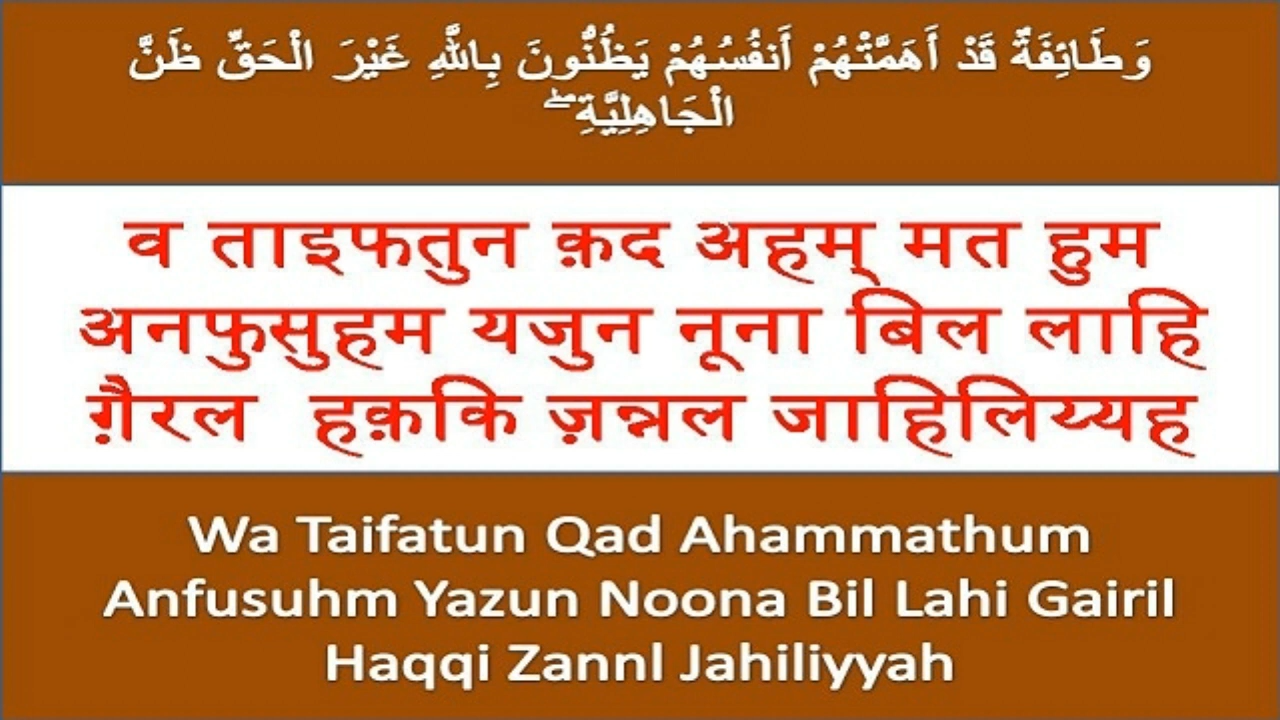 وَطَائِفَةٌ قَدْ أَهَمَّتْهُمْ أَنفُسُهُمْ يَظُنُّونَ بِاللَّهِ غَيْرَ الْحَقِّ ظَنَّ
الْجَاهِلِيَّةِ ۖ
व ताइफतुन क़द अहम् मत हुम
अनफुसुहम यजुन नूना बिल लाहि
ग़ैरल हक़कि ज़न्नल जाहिलिय्यह
Wa Taifatun Qad Ahammathum
Anfusuhm Yazun Noona Bil Lahi Gairil
Haqqi Zannl Jahiliyyah